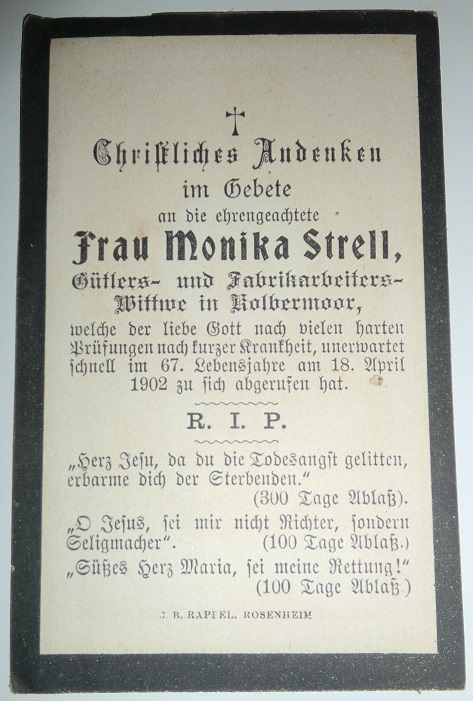 Christliches Andenken
im Gebete
an die ehrengeachtete
Frau Monika Strell,
Gütlers- und Fabrikarbeiters-
Wittwe in Kolbermoor,
welche der liebe Gott nach vielen harten
Prüfungen nach kurzer Krankheit, unerwartet
schnell im 67. Lebensjahre am 18. April
1902 zu sich abgerufen hat.
R. I. P.
„Herz Jesu, da du die Todesangst gelitten,
erbarme dich der Sterbenden.“
(300 Tage Ablaß).
„O Jesus, sei mir nicht Richter, sondern
Seligmacher“. (100 Tage Ablaß.)
„Süßes Herz Maria, sei meine Rettung!“
(100 Tage Ablaß)
B. RAPFEL, ROSENHEIM